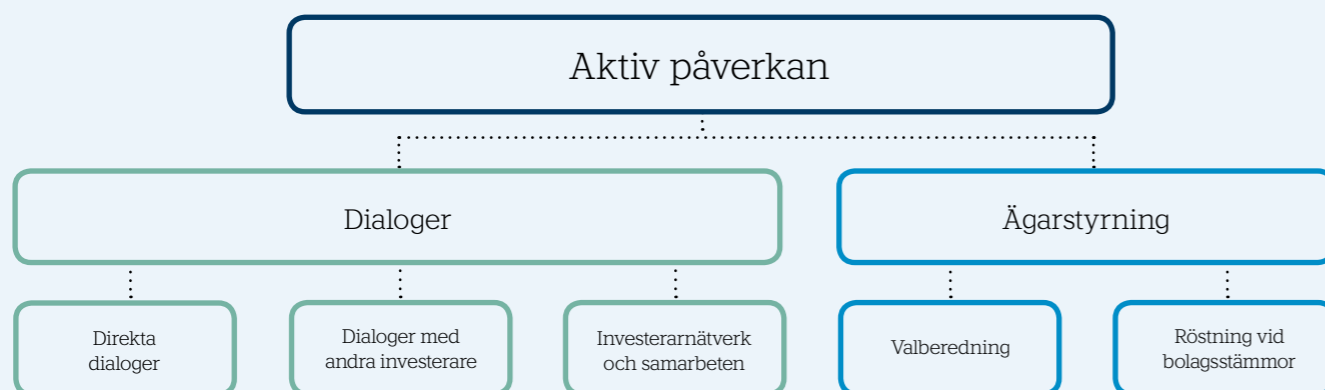 Aktiv påverkan
Dialoger
Ägarstyrning
Direkta
dialoger
Dialoger med
andra investerare
Investerarnätverk
och samarbeten
Valberedning
Röstning vid
bolagsstämmor